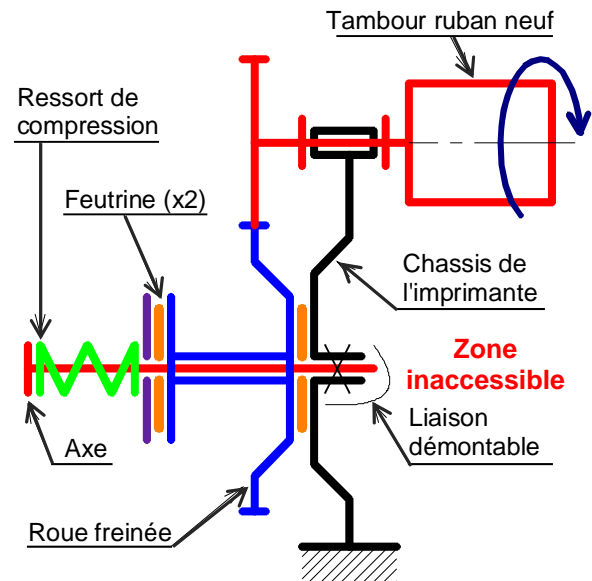 Tambour ruban neuf
Ressort de
compression
Feutrine (x2)
Chassis de
l'imprimante
Zone
inaccessible
Liaison
démontable
Axe
Roue freinée